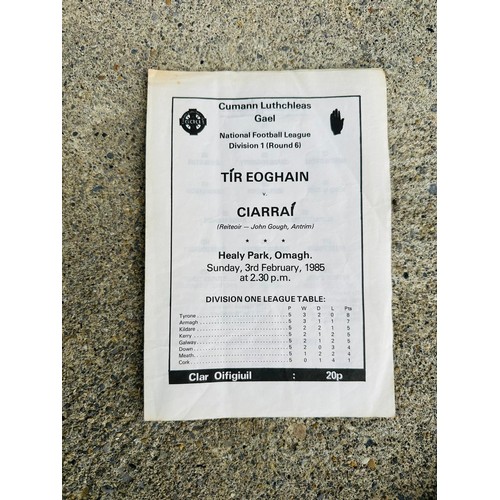 Cumann Luthchleas
Gael
National Football League
Division 1 (Round 6)
TÍR EOGHAIN
v.
CIARRAÍ
(Reiteoir — John Gough, Antrim)
* * *
Healy Park, Omagh.
Sunday, 3rd February, 1985
at 2.30 p.m.
DIVISION ONE LEAGUE TABLE:
P W D L Pts
Tyrone 5 3 2 0 8
Armagh 5 3 1 1 7
Kildare 5 2 2 1 5
Kerry 5 2 1 2 5
Galway 5 2 1 2 5
Down 5 2 0 3 4
Meath 5 1 2 2 4
Cork 5 0 1 4 1
Clar Oifigiuil : 20p